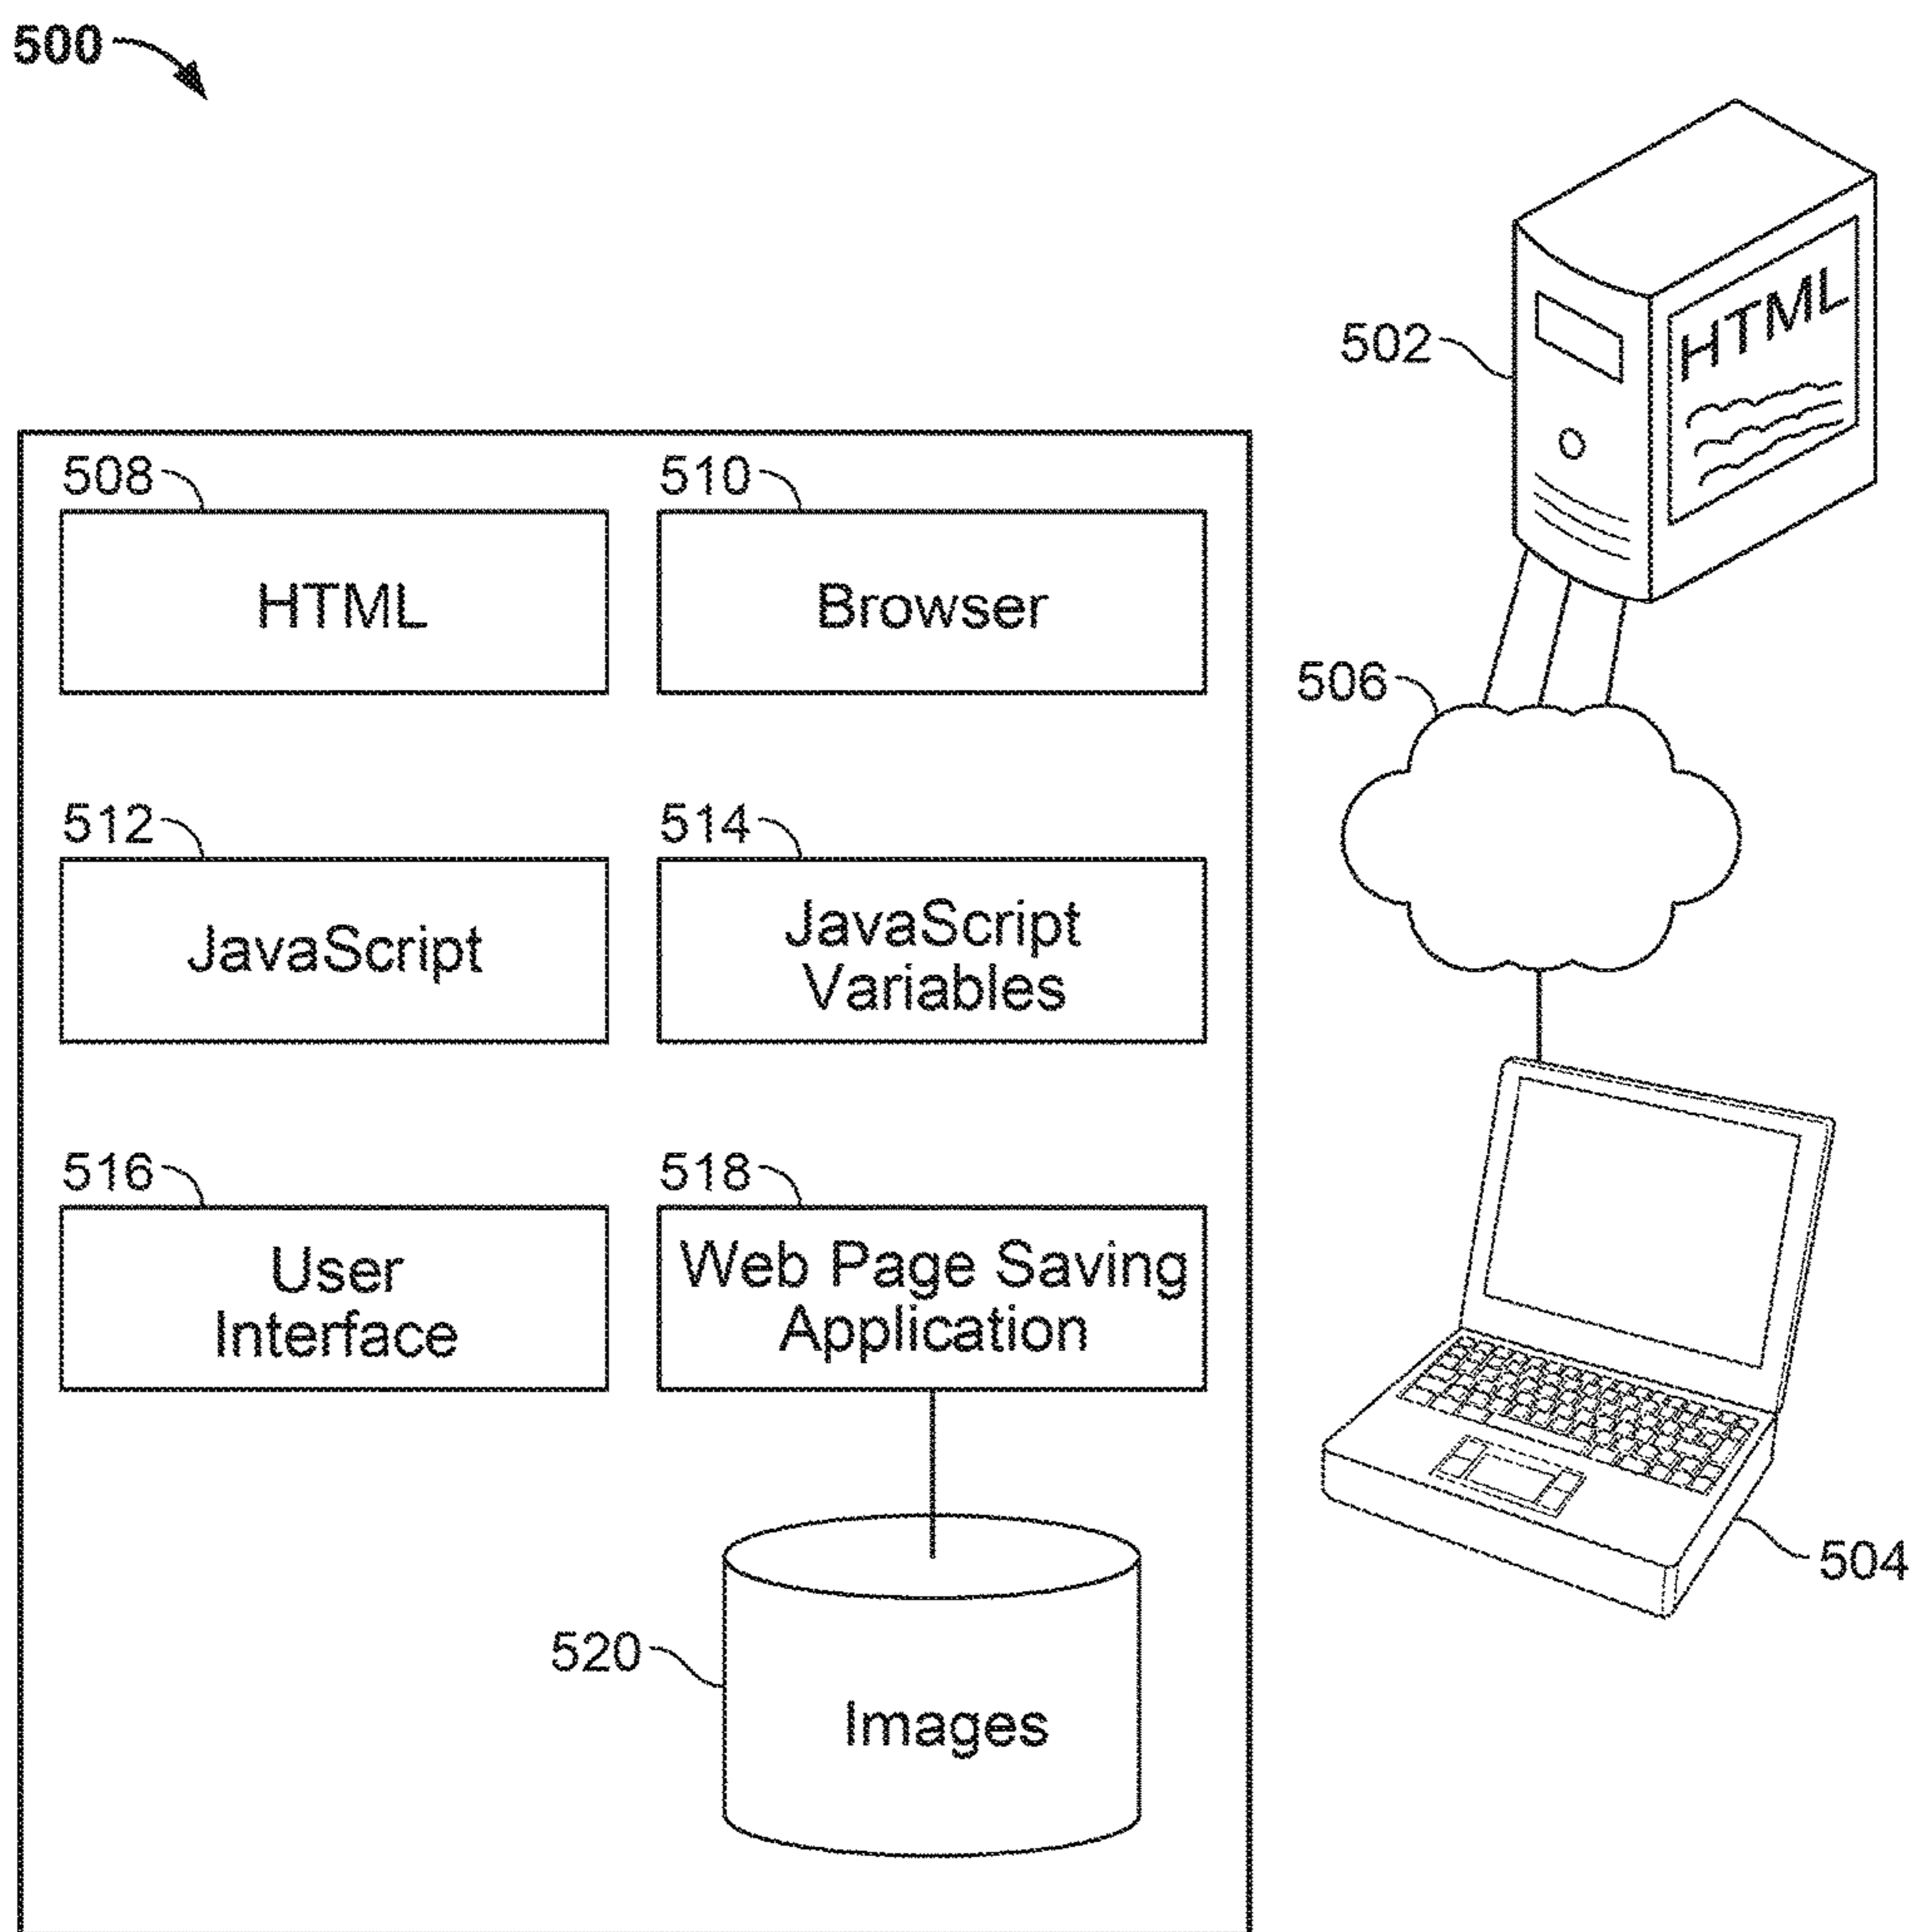 500
502
HTML
508
510
HTML
Browser
506
512
514
JavaScript
JavaScript
Variables
516
518
User
Interface
Web Page Saving
Application
504
520
Images